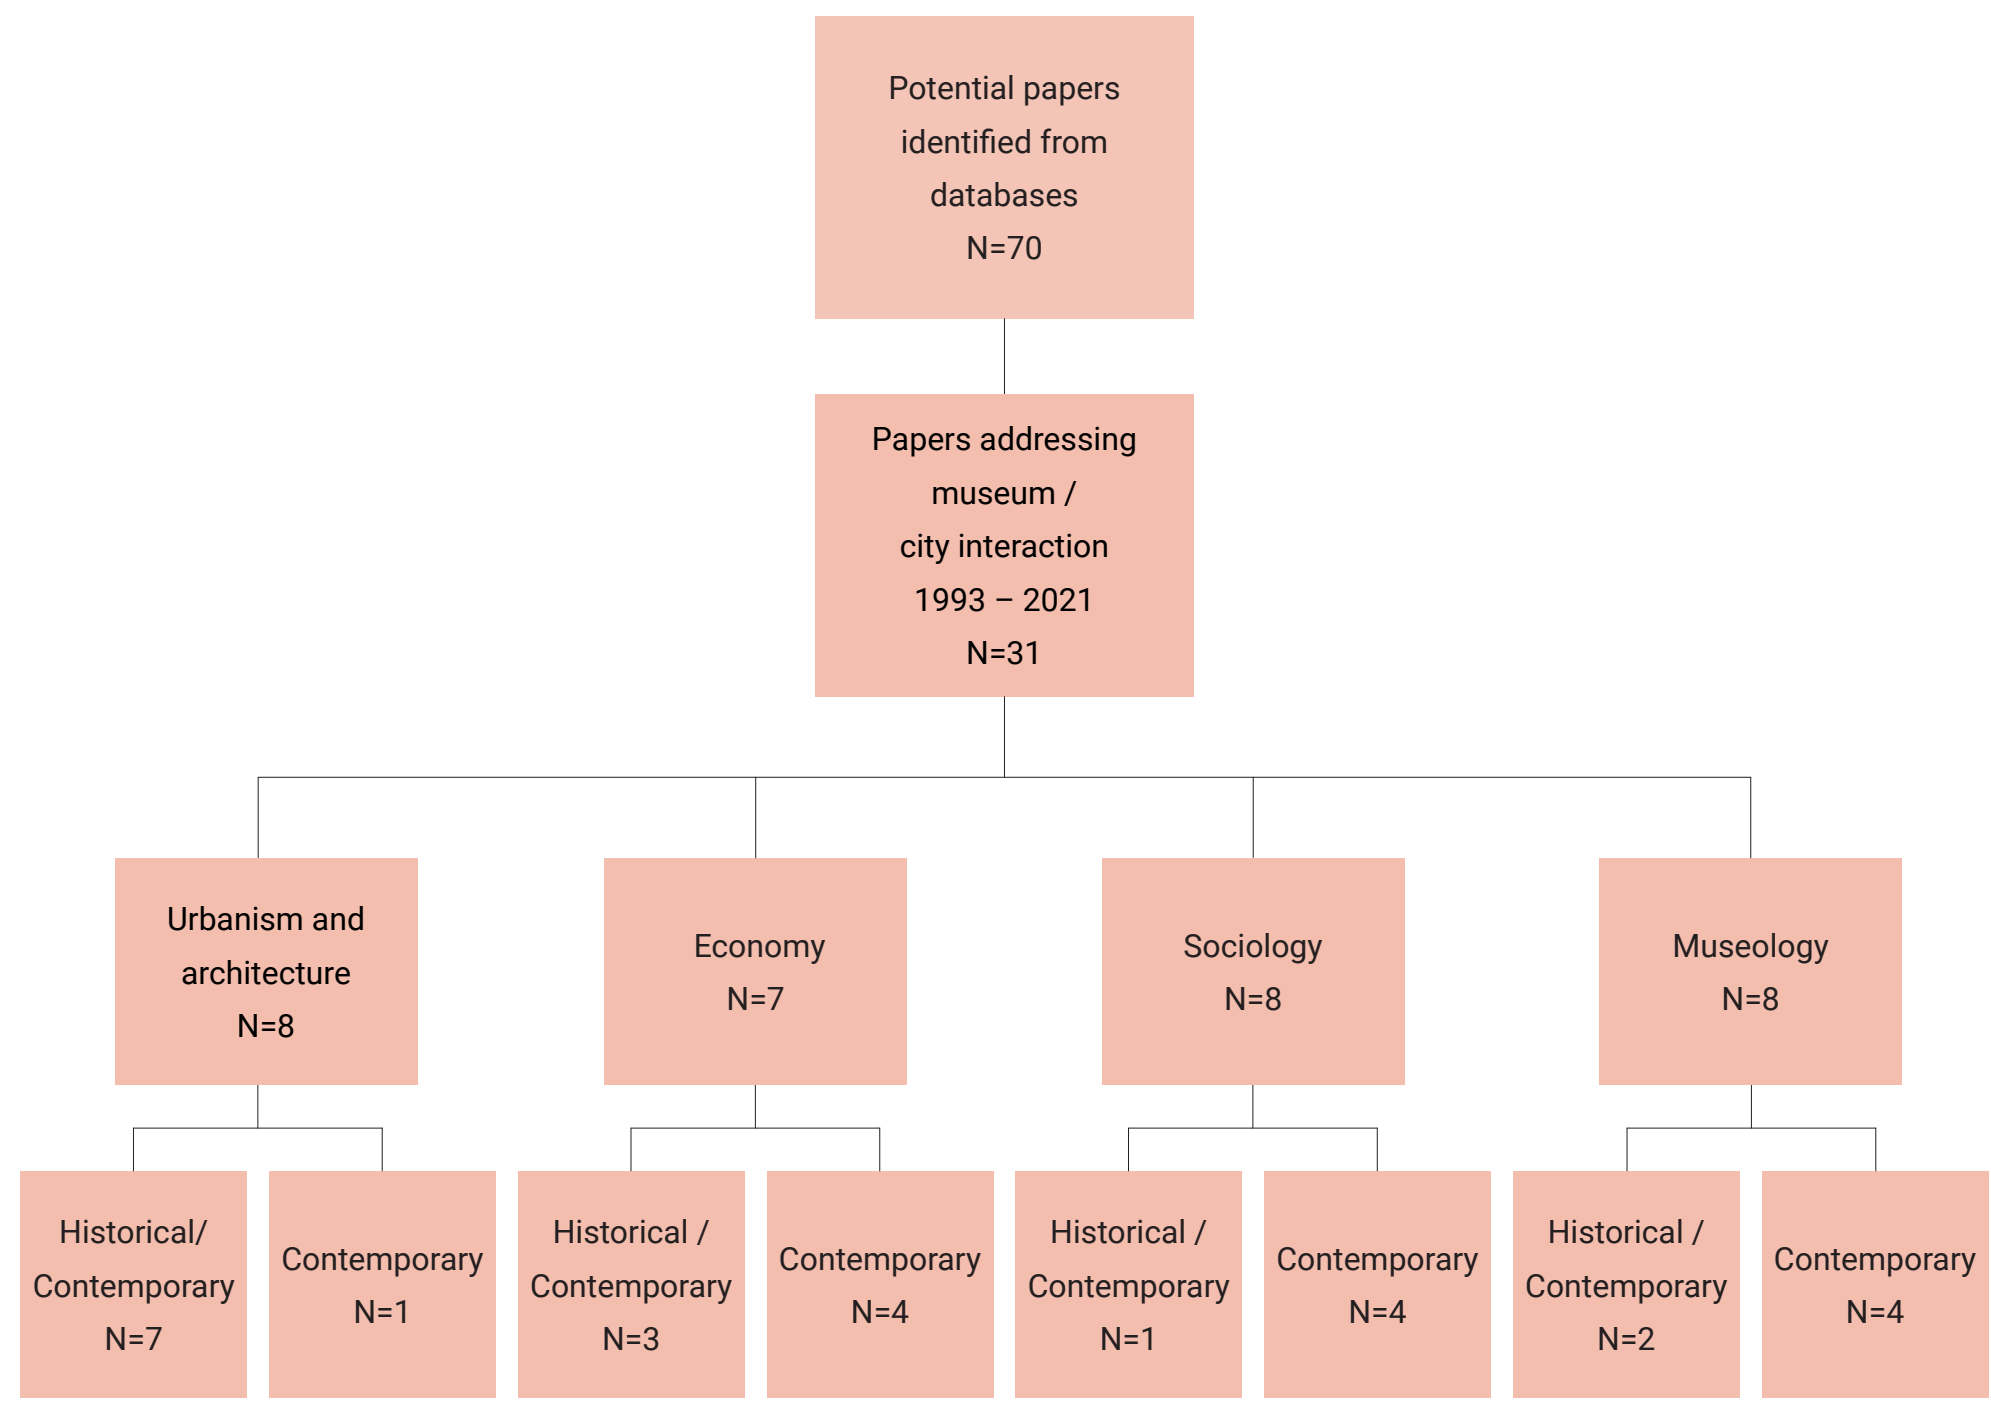 Potential papers
identified from
databases
N=70
Papers addressing
museum /
city interaction
1993 – 2021
N=31
Urbanism and
architecture
N=8
Economy
N=7
Sociology
N=8
Museology
N=8
Historical/
Contemporary
N=7
Contemporary
N=1
Historical /
Contemporary
N=3
Contemporary
N=4
Historical /
Contemporary
N=1
Contemporary
N=4
Historical /
Contemporary
N=2
Contemporary
N=4